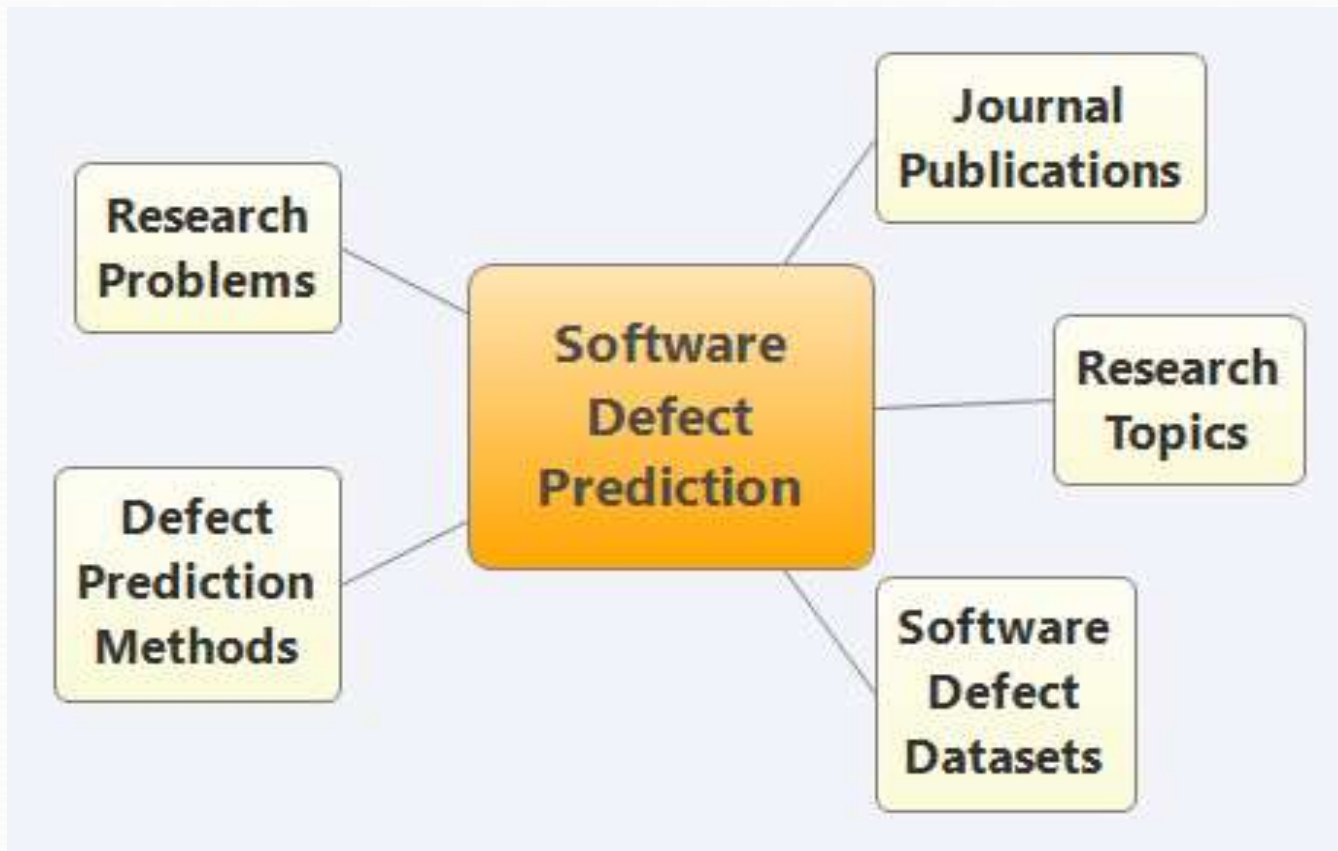 Journal
Publications
Research
Problems
Software
Defect
Prediction
Research
Topics
Defect
Prediction
Methods
Software
Defect
Datasets